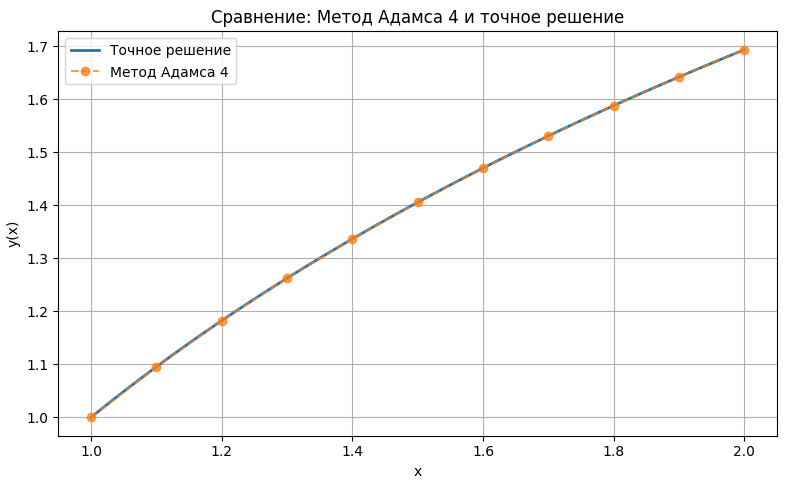 Сравнение: Метод Адамса 4 и точное решение
Точное решение
Метод Адамса 4
y(x)
1.7
1.6
1.5
1.4
1.3
1.2
1.1
1.0
1.0 1.2 1.4 1.6 1.8 2.0
x